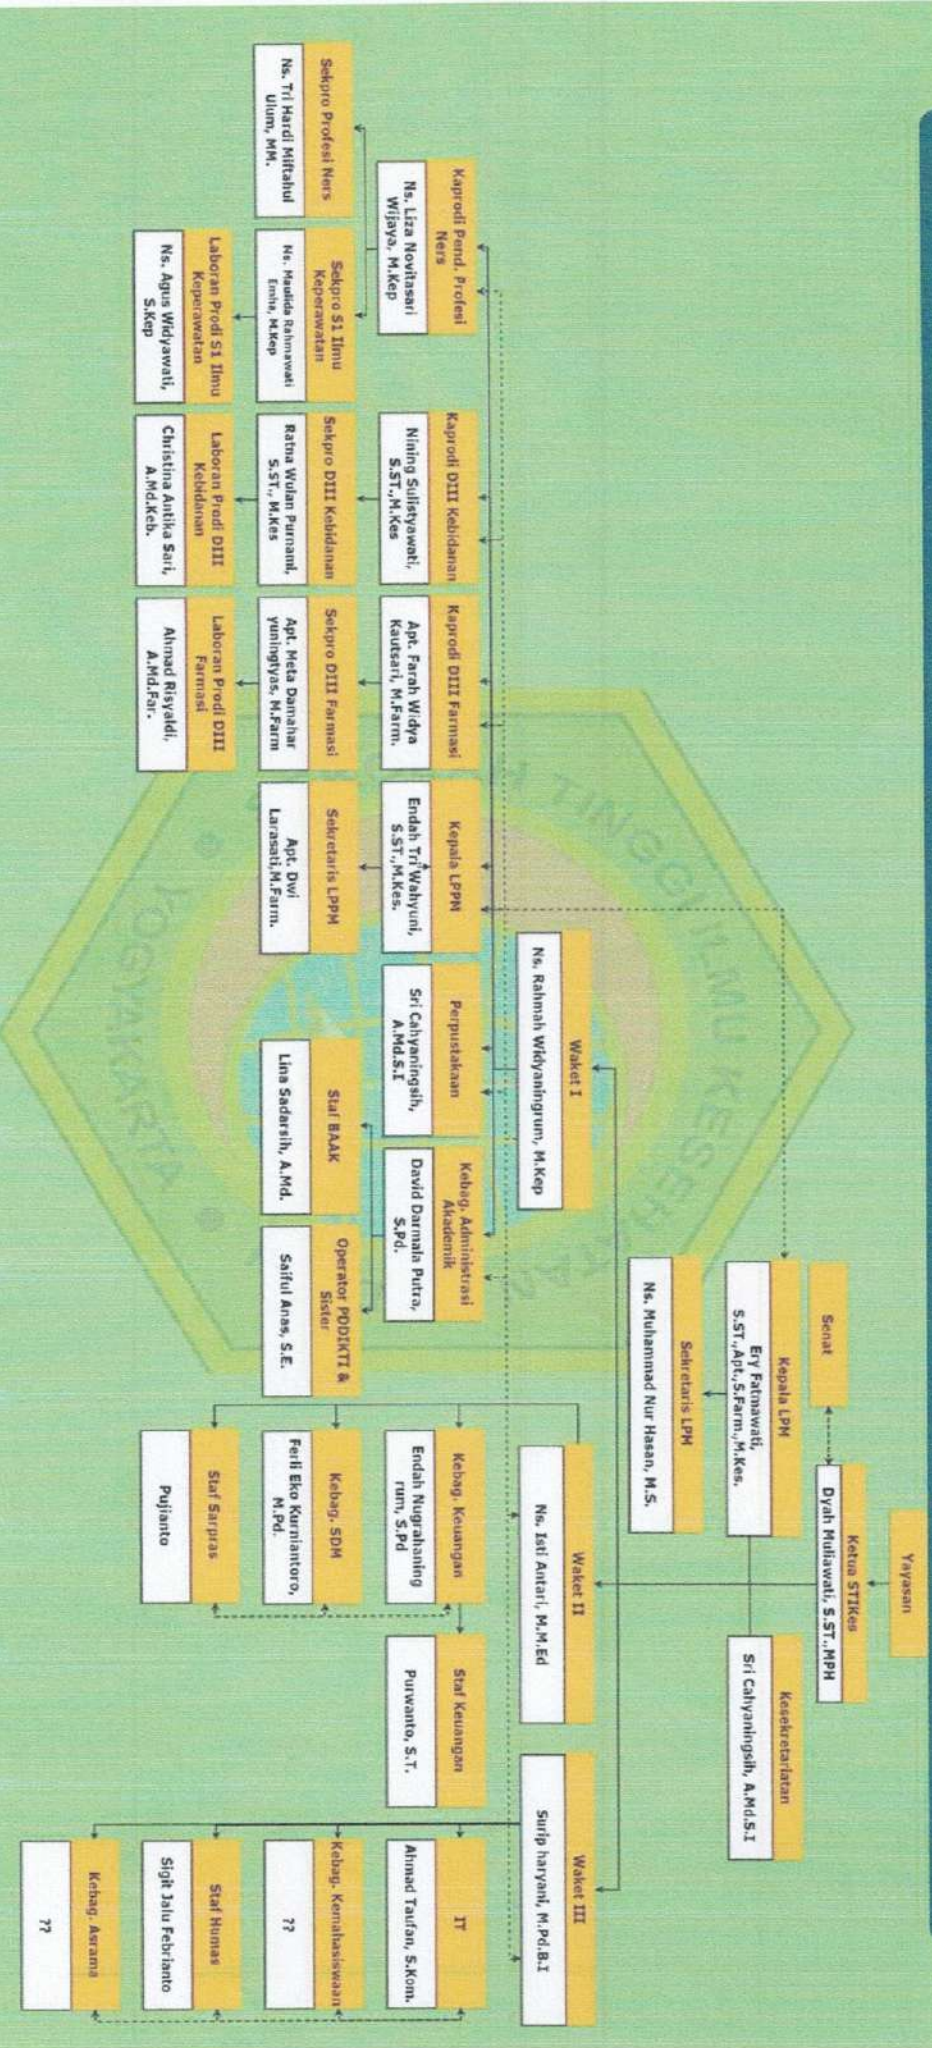 Yayasan
Senat
Ketua STIKes
Dyah Muliawati, S.ST.,MPH
Kepala LPM
Ery Fatmawati,
S.ST.,Apt.,S.Farm.,M.Kes.
Kesekretariatan
Sri Cahyaningsih, A.Md.S.I
Sekretaris LPM
Ns. Muhammad Nur Hasan, M.S.
Waket I
Ns. Rahmah Widyaningrum, M.Kep
Waket II
Ns. Isti Antari, M.M.Ed
Waket III
Surip haryani, M.Pd.B.I
Kaprodi Pend. Profesi
Ners
Ns. Liza Novitasari
Wijaya, M.Kep
Kaprodi DIII Kebidanan
Nining Sulistyawati,
S.ST.,M.Kes
Kaprodi DIII Farmasi
Apt. Farah Widya
Kautsari, M.Farm.
Kepala LPPM
Endah Tri Wahyuni,
S.ST.,M.Kes.
Perpustakaan
Sri Cahyaningsih,
A.Md.S.I
Kebag. Administrasi
Akademik
David Darmala Putra,
S.Pd.
Kebag. Keuangan
Endah Nugrahaning
rum, S.Pd
Staf Keuangan
Purwanto, S.T.
IT
Ahmad Taufan, S.Kom.
Sekpro Profesi Ners
Ns. Tri Hardi Miftahul
Ulum, MM.
Sekpro S1 Ilmu
Keperawatan
Ns. Maulida Rahmawati
Emha, M.Kep
Sekpro DIII Kebidanan
Ratna Wulan Purnami,
S.ST., M.Kes
Sekpro DIII Farmasi
Apt. Meta Damahar
yuningtyas, M.Farm
Sekretaris LPPM
Apt. Dwi
Larasati,M.Farm.
Staf BAAK
Lina Sadarsih, A.Md.
Operator PDDIKTI &
Sister
Saiful Anas, S.E.
Kebag. SDM
Ferli Eko Kurniantoro,
M.Pd.
Kebag. Kemahasiswaan
??
Laboran Prodi S1 Ilmu
Keperawatan
Ns. Agus Widyawati,
S.Kep
Laboran Prodi DIII
Kebidanan
Christina Antika Sari,
A.Md.Keb.
Laboran Prodi DIII
Farmasi
Ahmad Risyaldi,
A.Md.Far.
Staf Sarpras
Pujianto
Staf Humas
Sigit Jalu Febrianto
Kebag. Asrama
??
TINGGI ILMU KESEHATAN
YOGYAKARTA